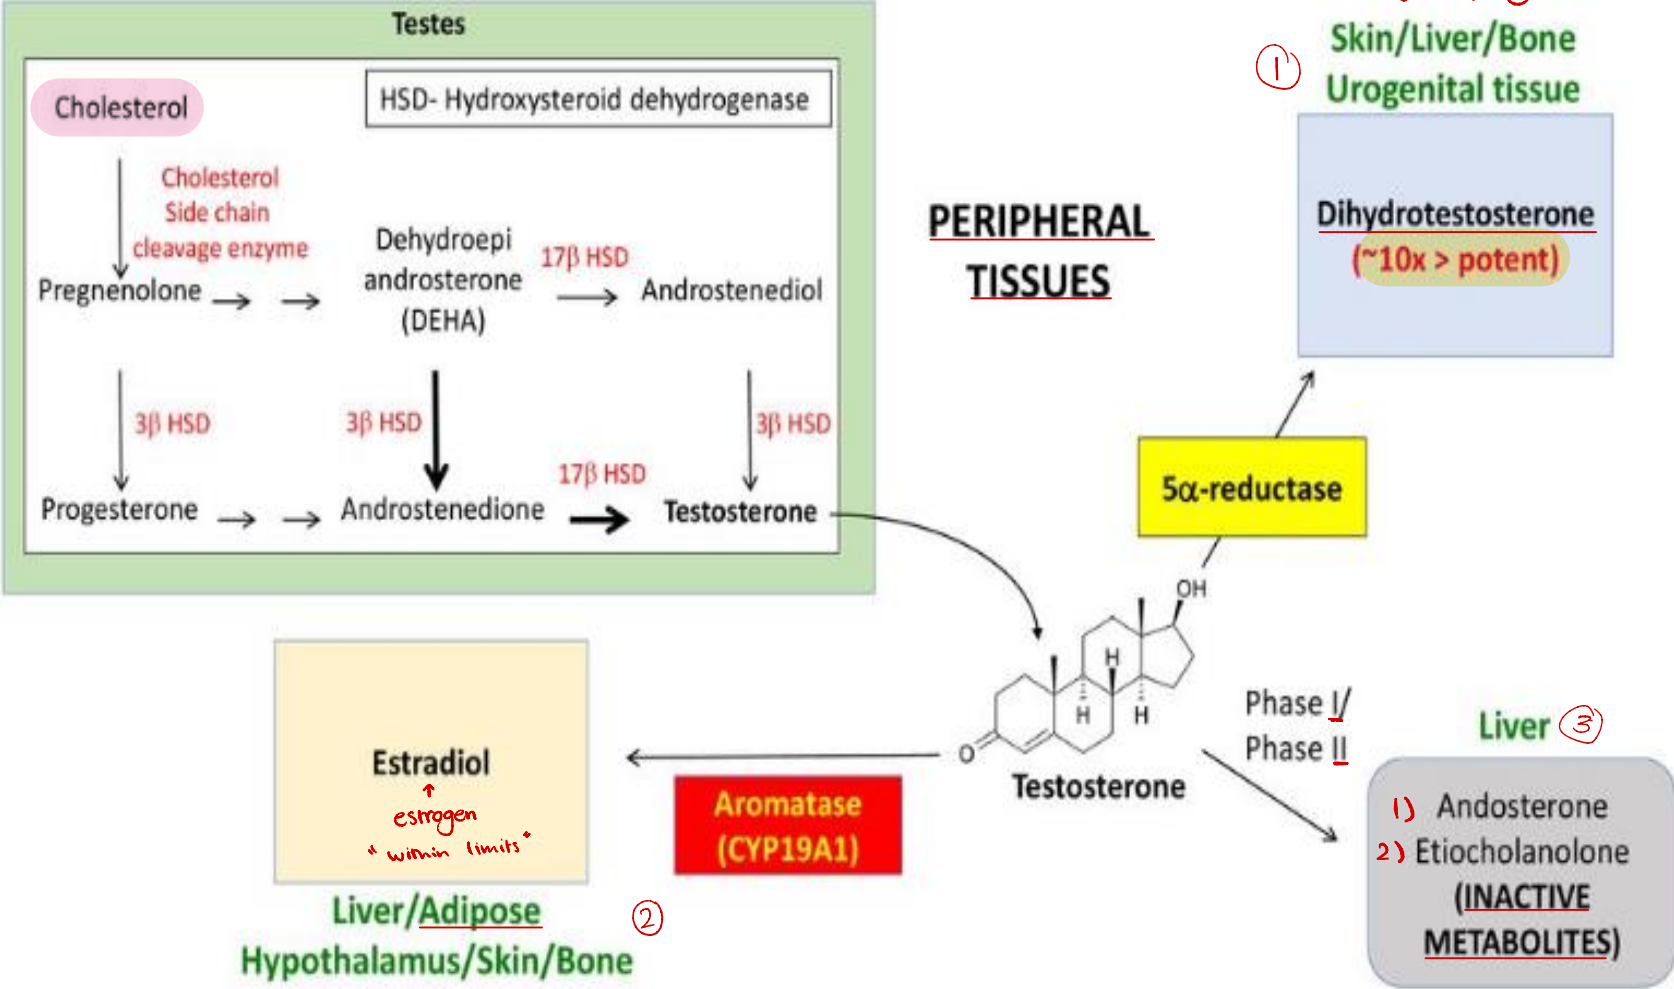 Testes
Cholesterol
HSD- Hydroxysteroid dehydrogenase
Cholesterol
Side chain
cleavage enzyme
Pregnenolone
Dehydroepi
androsterone
(DEHA)
17β HSD
Androstenediol
3β HSD
3β HSD
3β HSD
Progesterone
Androstenedione
17β HSD
Testosterone
PERIPHERAL
TISSUES
1
Skin/Liver/Bone
Urogenital tissue
Dihydrotestosterone
(~10x > potent)
5α-reductase
OH
H
H
H
O
Testosterone
Phase I/
Phase II
Liver 3
1) Andosterone
2) Etiocholanolone
(INACTIVE
METABOLITES)
Aromatase
(CYP19A1)
Estradiol
estrogen
"within limits"
Liver/Adipose
2
Hypothalamus/Skin/Bone